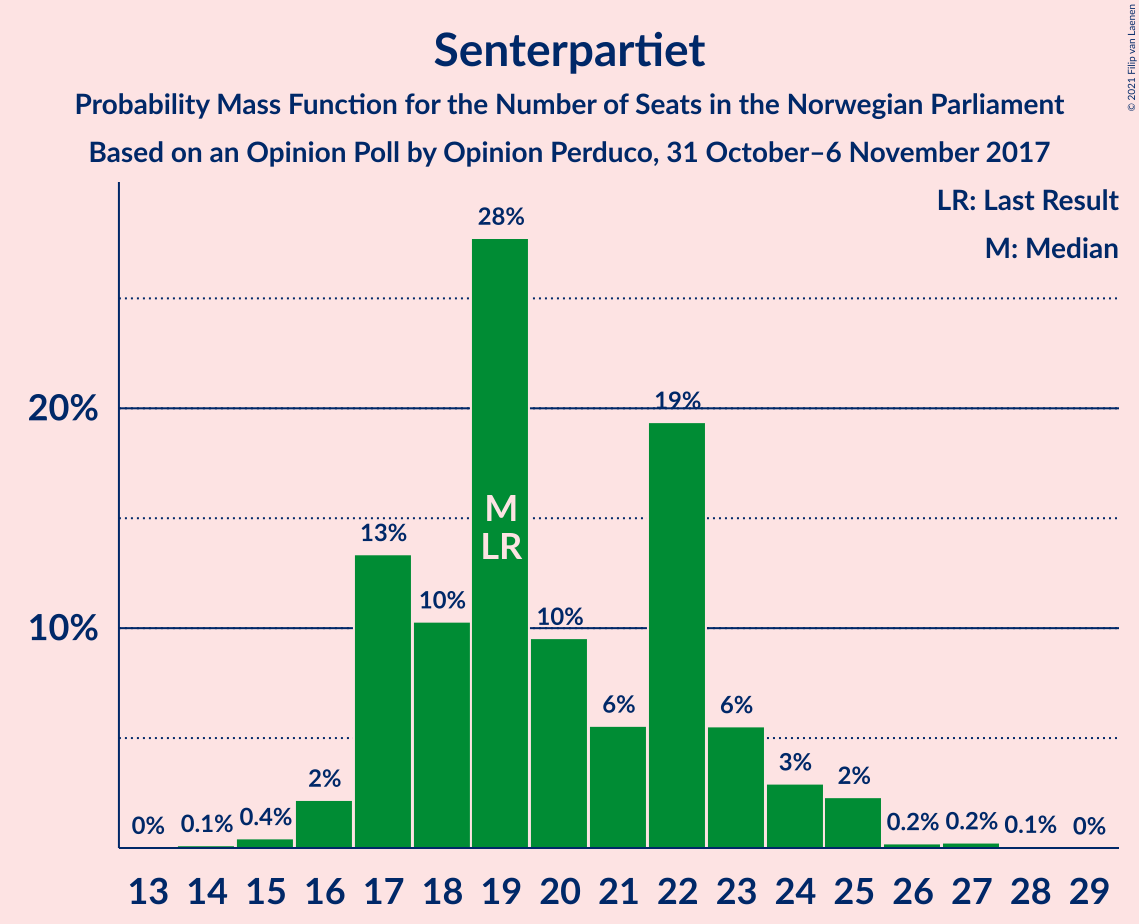 Senterpartiet
Probability Mass Function for the Number of Seats in the Norwegian Parliament
Based on an Opinion Poll by Opinion Perduco, 31 October–6 November 2017
© 2021 Filip van Laenen
LR: Last Result
M: Median
20%
10%
0%
0.1%
0.4%
2%
13%
10%
28%
10%
6%
19%
6%
3%
2%
0.2%
0.2%
0.1%
0%
M
LR
13 14 15 16 17 18 19 20 21 22 23 24 25 26 27 28 29